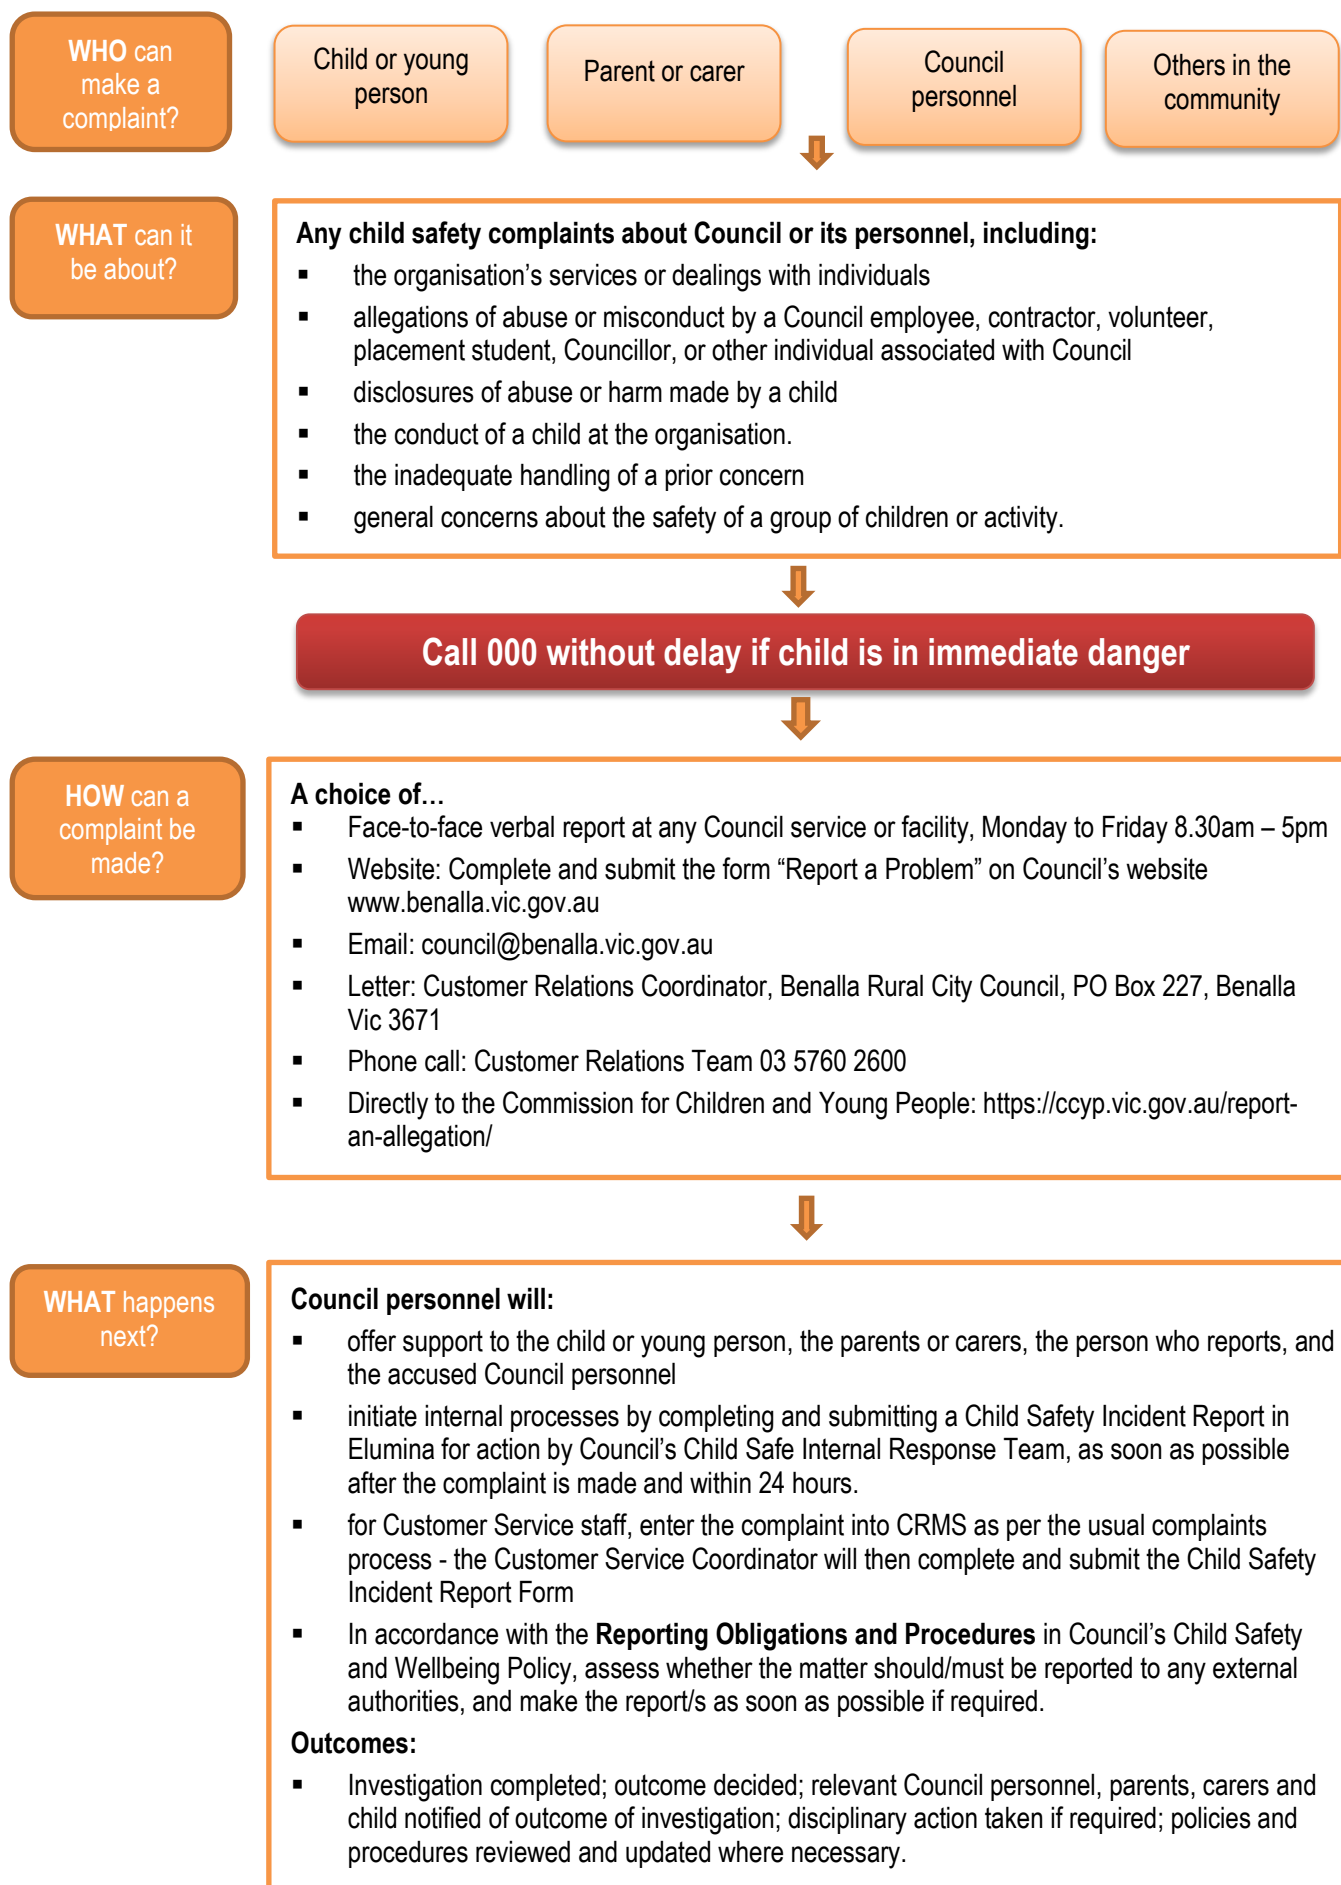 WHO can
make a
complaint?
Child or young
person
Parent or carer
Council
personnel
Others in the
community
WHAT can it
be about?
Any child safety complaints about Council or its personnel, including:
▪ the organisation’s services or dealings with individuals
▪ allegations of abuse or misconduct by a Council employee, contractor, volunteer,
placement student, Councillor, or other individual associated with Council
▪ disclosures of abuse or harm made by a child
▪ the conduct of a child at the organisation.
▪ the inadequate handling of a prior concern
▪ general concerns about the safety of a group of children or activity.
Call 000 without delay if child is in immediate danger
HOW can a
complaint be
made?
A choice of…
▪ Face-to-face verbal report at any Council service or facility, Monday to Friday 8.30am – 5pm
▪ Website: Complete and submit the form “Report a Problem” on Council’s website
www.benalla.vic.gov.au
▪ Email: council@benalla.vic.gov.au
▪ Letter: Customer Relations Coordinator, Benalla Rural City Council, PO Box 227, Benalla
Vic 3671
▪ Phone call: Customer Relations Team 03 5760 2600
▪ Directly to the Commission for Children and Young People: https://ccyp.vic.gov.au/report-
an-allegation/
WHAT happens
next?
Council personnel will:
▪ offer support to the child or young person, the parents or carers, the person who reports, and
the accused Council personnel
▪ initiate internal processes by completing and submitting a Child Safety Incident Report in
Elumina for action by Council’s Child Safe Internal Response Team, as soon as possible
after the complaint is made and within 24 hours.
▪ for Customer Service staff, enter the complaint into CRMS as per the usual complaints
process - the Customer Service Coordinator will then complete and submit the Child Safety
Incident Report Form
▪ In accordance with the Reporting Obligations and Procedures in Council’s Child Safety
and Wellbeing Policy, assess whether the matter should/must be reported to any external
authorities, and make the report/s as soon as possible if required.
Outcomes:
▪ Investigation completed; outcome decided; relevant Council personnel, parents, carers and
child notified of outcome of investigation; disciplinary action taken if required; policies and
procedures reviewed and updated where necessary.